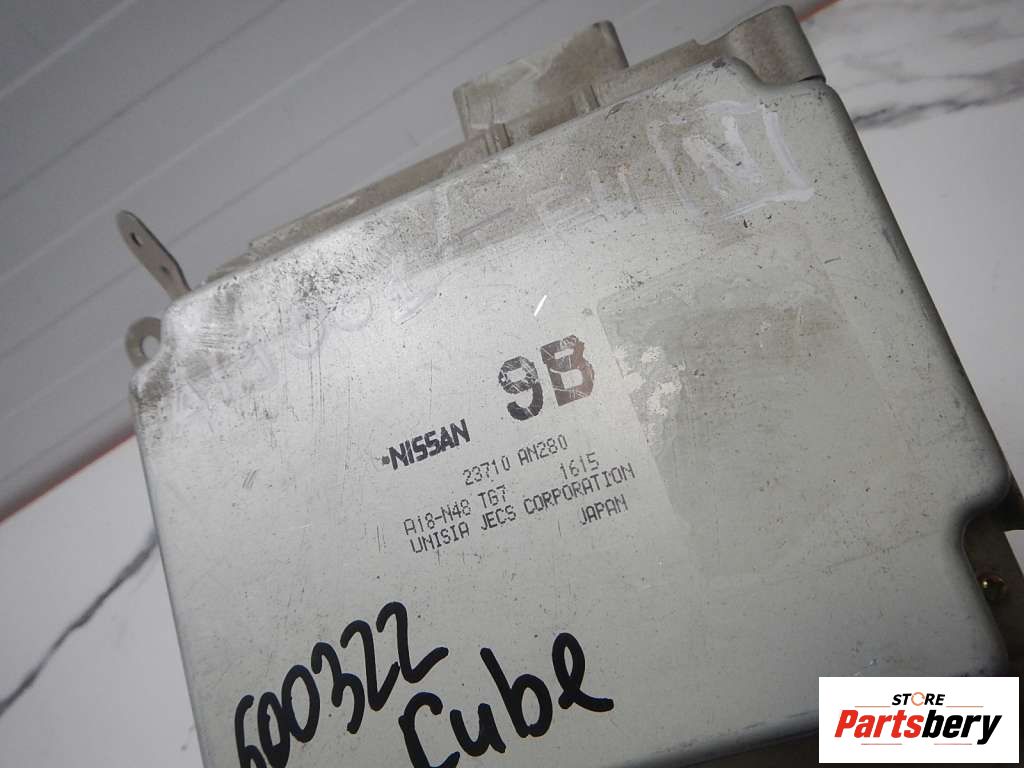 N
NISSAN 9B
23710 AN280
A18-N48 TG7 1615
UNISIA JECS CORPORATION
JAPAN
600322
Cube
STORE
Partsbery